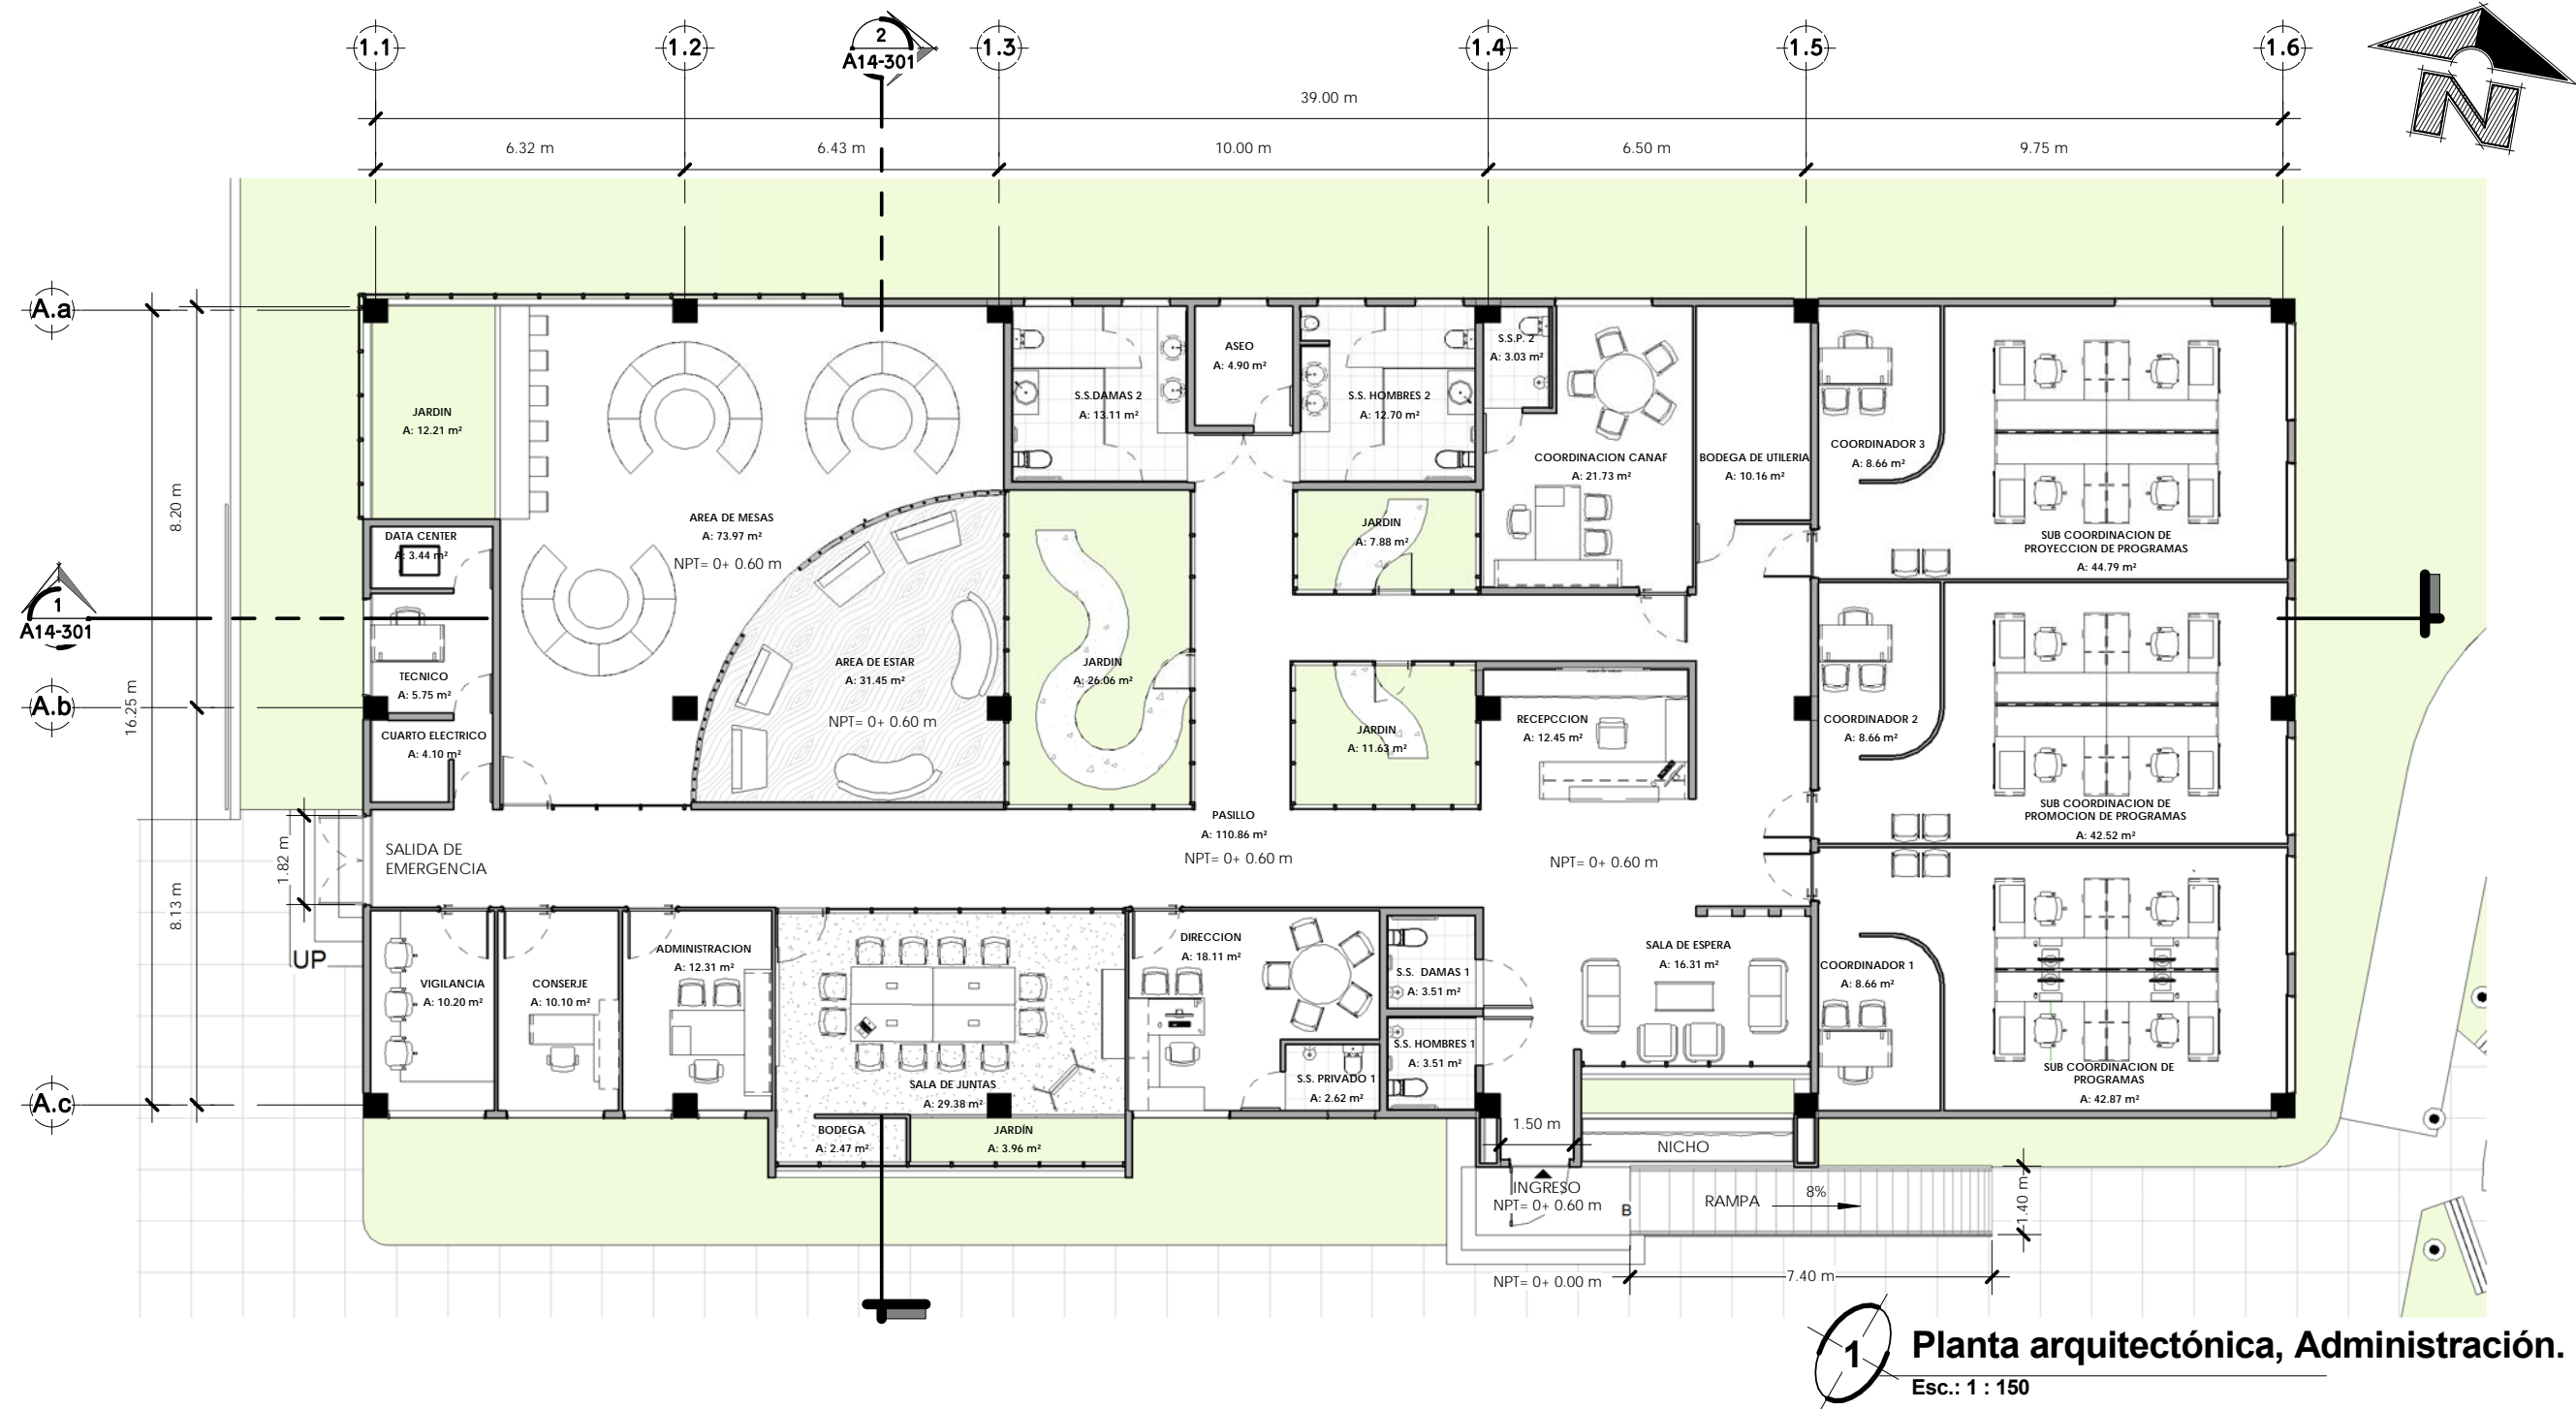 1.1
1.2
2
A14-301
1.3
1.4
1.5
1.6
N
39.00 m
6.32 m
6.43 m
10.00 m
6.50 m
9.75 m
A.a
A.b
A.c
1
A14-301
8.20 m
16.25 m
8.13 m
1.82 m
JARDIN
A: 12.21 m²
DATA CENTER
A: 3.44 m²
TECNICO
A: 5.75 m²
CUARTO ELECTRICO
A: 4.10 m²
AREA DE MESAS
A: 73.97 m²
NPT= 0+ 0.60 m
AREA DE ESTAR
A: 31.45 m²
NPT= 0+ 0.60 m
S.S.DAMAS 2
A: 13.11 m²
ASEO
A: 4.90 m²
S.S. HOMBRES 2
A: 12.70 m²
S.S.P. 2
A: 3.03 m²
COORDINACION CANAF
A: 21.73 m²
BODEGA DE UTILERIA
A: 10.16 m²
COORDINADOR 3
A: 8.66 m²
SUB COORDINACION DE
PROYECCION DE PROGRAMAS
A: 44.79 m²
JARDIN
A: 26.06 m²
JARDIN
A: 7.88 m²
JARDIN
A: 11.63 m²
RECEPCCION
A: 12.45 m²
COORDINADOR 2
A: 8.66 m²
SUB COORDINACION DE
PROMOCION DE PROGRAMAS
A: 42.52 m²
PASILLO
A: 110.86 m²
NPT= 0+ 0.60 m
NPT= 0+ 0.60 m
SALIDA DE
EMERGENCIA
UP
VIGILANCIA
A: 10.20 m²
CONSERJE
A: 10.10 m²
ADMINISTRACION
A: 12.31 m²
SALA DE JUNTAS
A: 29.38 m²
BODEGA
A: 2.47 m²
JARDÍN
A: 3.96 m²
DIRECCION
A: 18.11 m²
S.S. PRIVADO 1
A: 2.62 m²
S.S. DAMAS 1
A: 3.51 m²
S.S. HOMBRES 1
A: 3.51 m²
SALA DE ESPERA
A: 16.31 m²
COORDINADOR 1
A: 8.66 m²
SUB COORDINACION DE
PROGRAMAS
A: 42.87 m²
1.50 m
NICHO
INGRESO
NPT= 0+ 0.60 m
B
RAMPA
8%
1.40 m
NPT= 0+ 0.00 m
7.40 m
1
Planta arquitectónica, Administración.
Esc.: 1 : 150